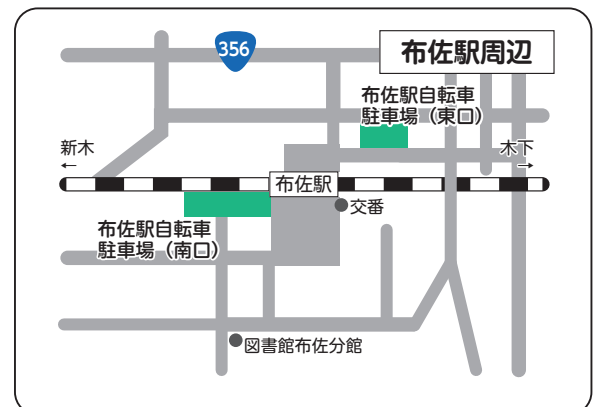 356
布佐駅周辺
布佐駅自転車
駐車場（東口）
新木
←
木下
→
布佐駅
交番
布佐駅自転車
駐車場（南口）
図書館布佐分館